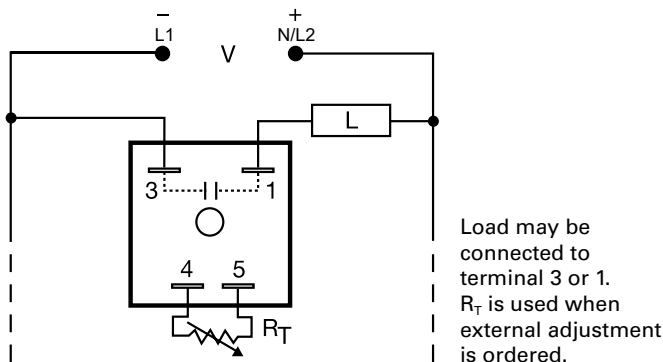 − +
L1 N/L2
V
L
3 1
4 5
RT
Load may be
connected to
terminal 3 or 1.
RT is used when
external adjustment
is ordered.